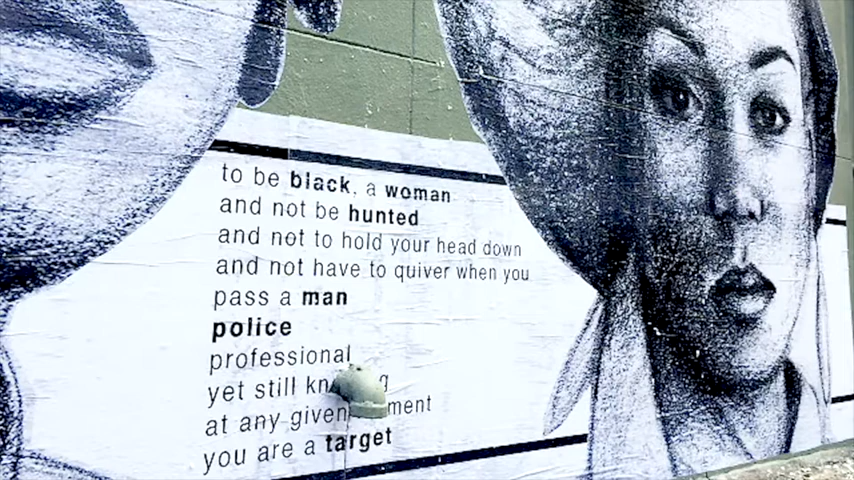 to be black, a woman
and not be hunted
and not to hold your head down
and not have to quiver when you
pass a man
police
professional
yet still
at any given
you are a target